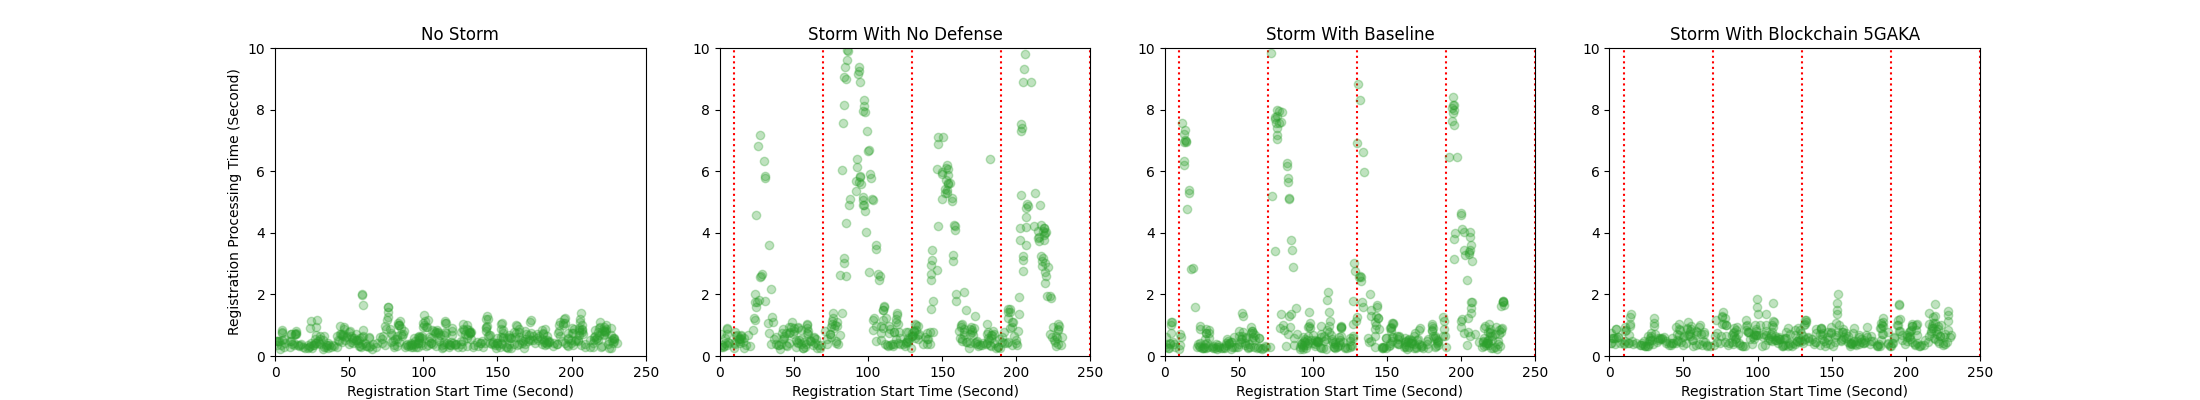 No Storm
Storm With No Defense
Storm With Baseline
Storm With Blockchain 5GAKA
Registration Processing Time (Second)
10
8
6
4
2
0
0 50 100 150 200 250
Registration Start Time (Second)
10
8
6
4
2
0
0 50 100 150 200 250
Registration Start Time (Second)
10
8
6
4
2
0
0 50 100 150 200 250
Registration Start Time (Second)
10
8
6
4
2
0
0 50 100 150 200 250
Registration Start Time (Second)